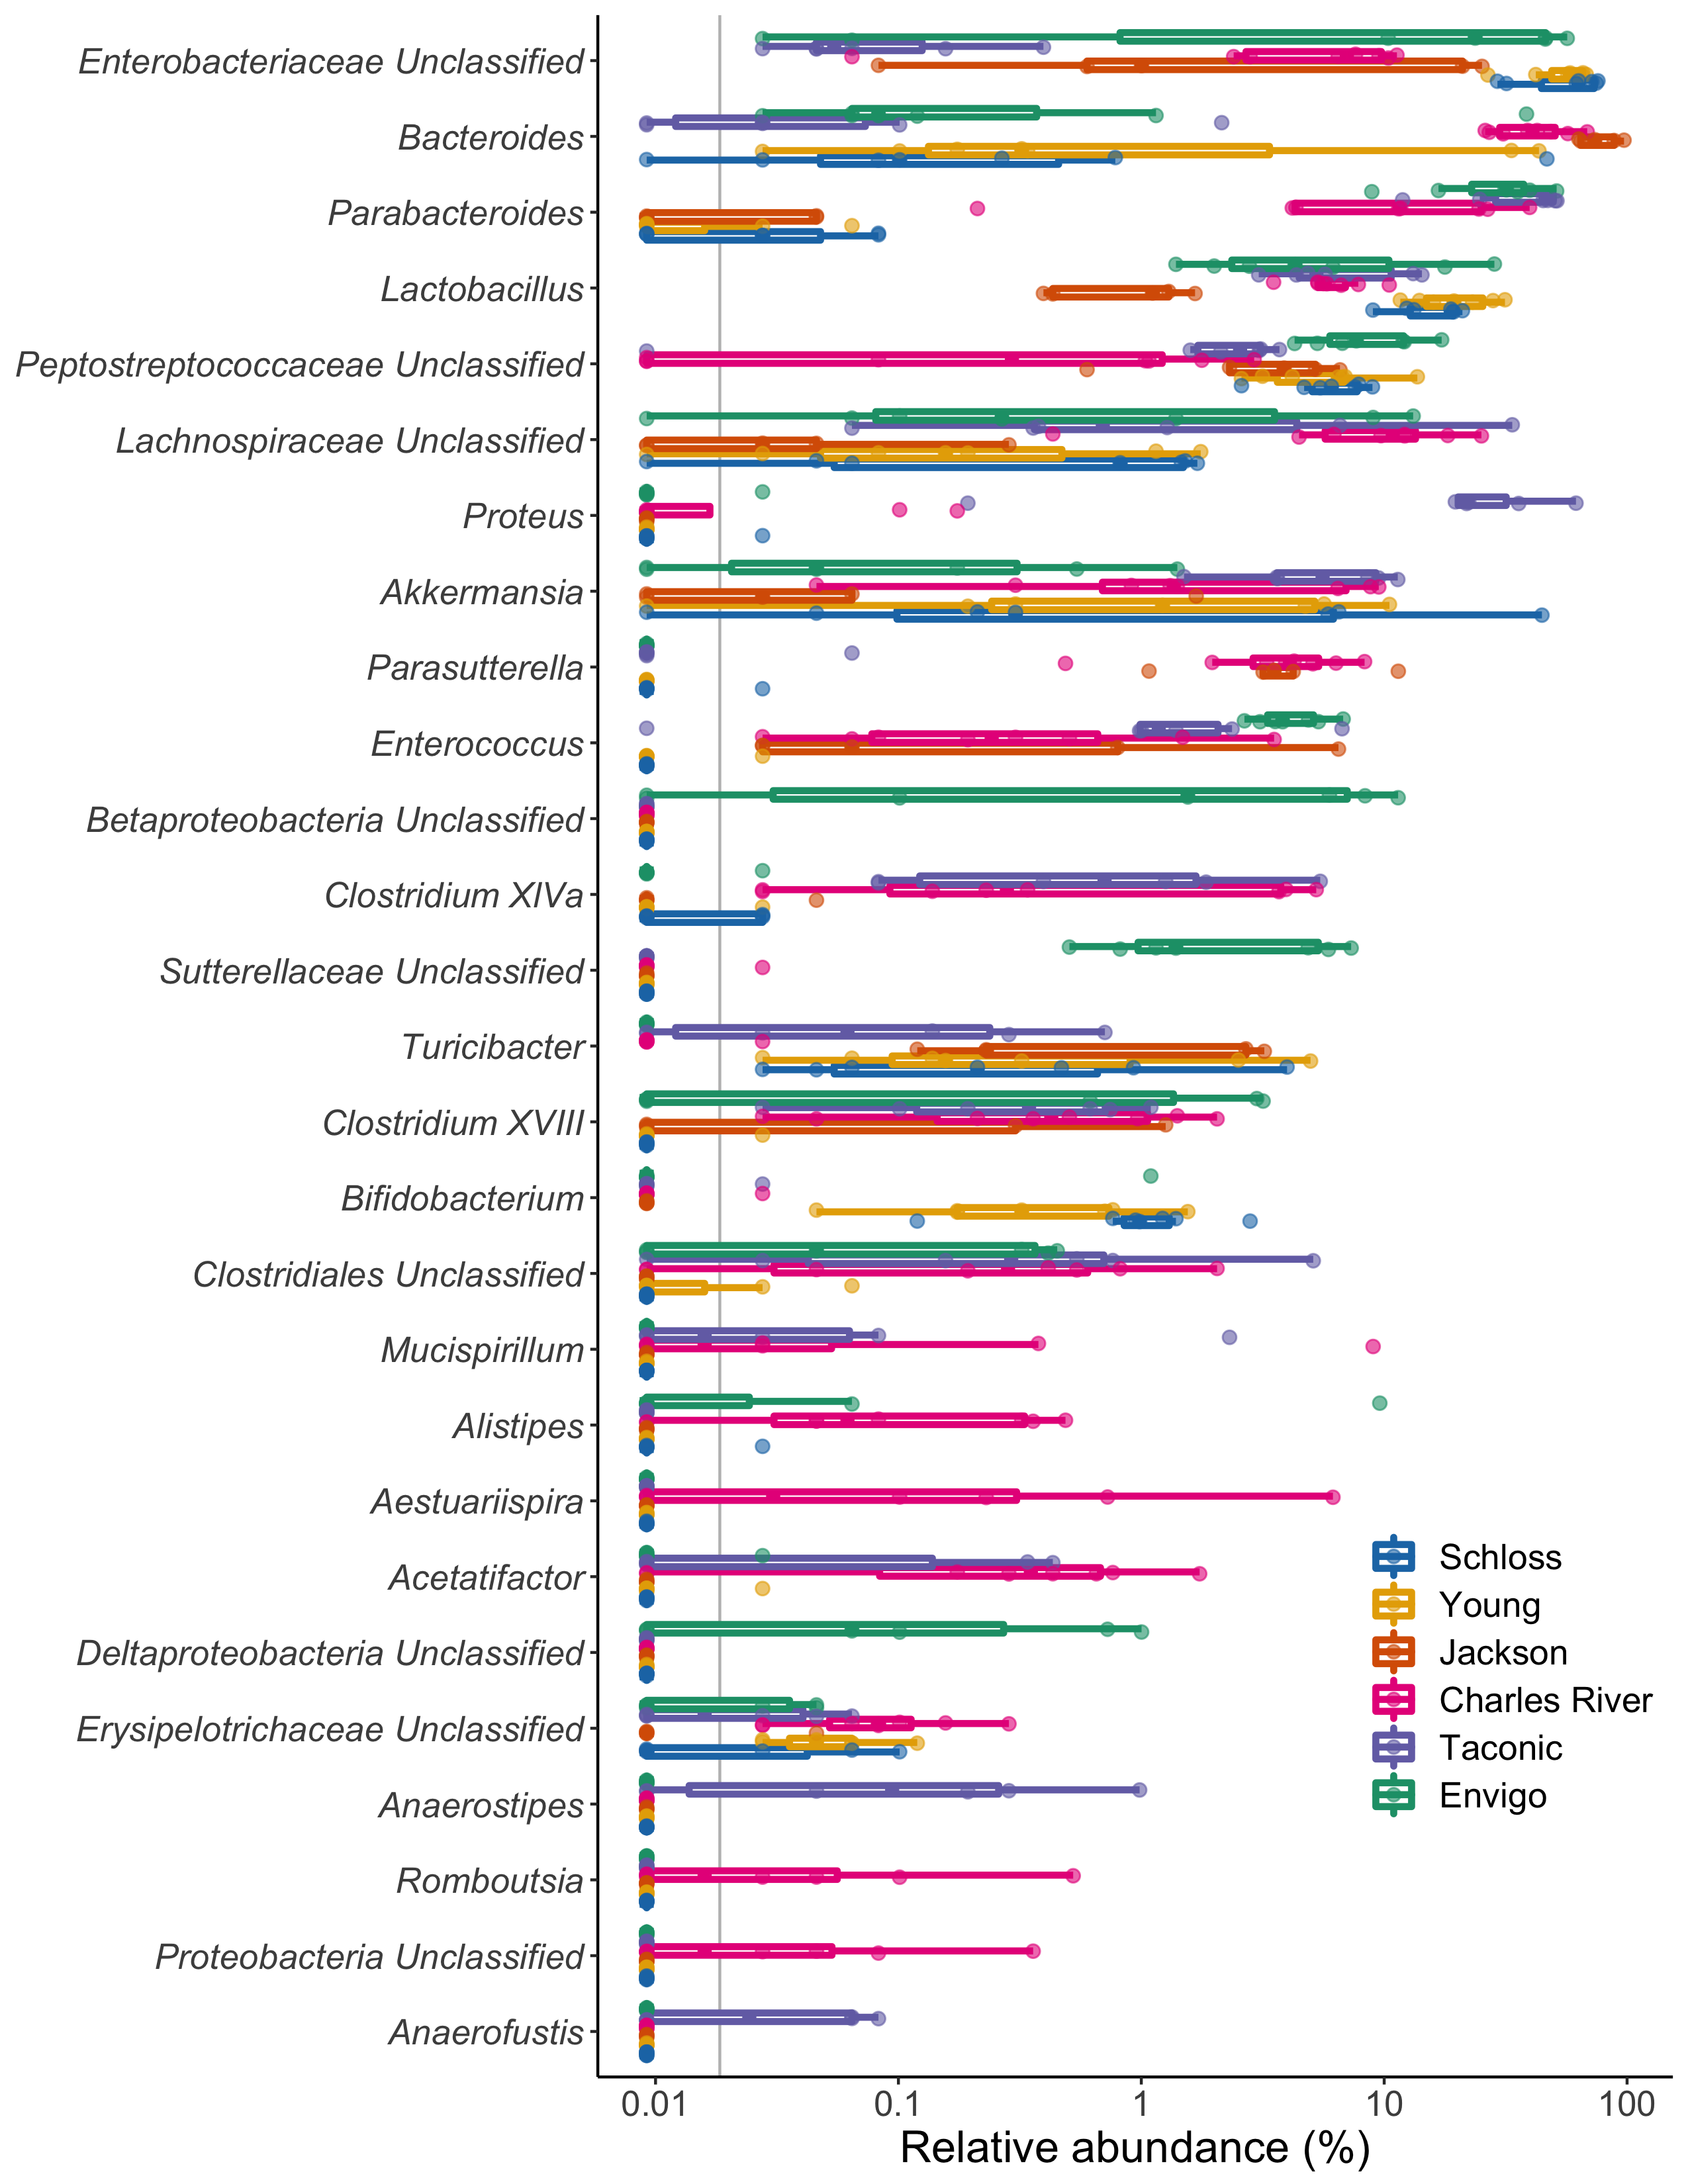 Enterobacteriaceae Unclassified
Bacteroides
Parabacteroides
Lactobacillus
Peptostreptococcaceae Unclassified
Lachnospiraceae Unclassified
Proteus
Akkermansia
Parasutterella
Enterococcus
Betaproteobacteria Unclassified
Clostridium XlVa
Sutterellaceae Unclassified
Turicibacter
Clostridium XVIII
Bifidobacterium
Clostridiales Unclassified
Mucispirillum
Alistipes
Aestuariispira
Acetatifactor
Deltaproteobacteria Unclassified
Erysipelotrichaceae Unclassified
Anaerostipes
Romboutsia
Proteobacteria Unclassified
Anaerofustis
Schloss
Young
Jackson
Charles River
Taconic
Envigo
0.01 0.1 1 10 100
Relative abundance (%)